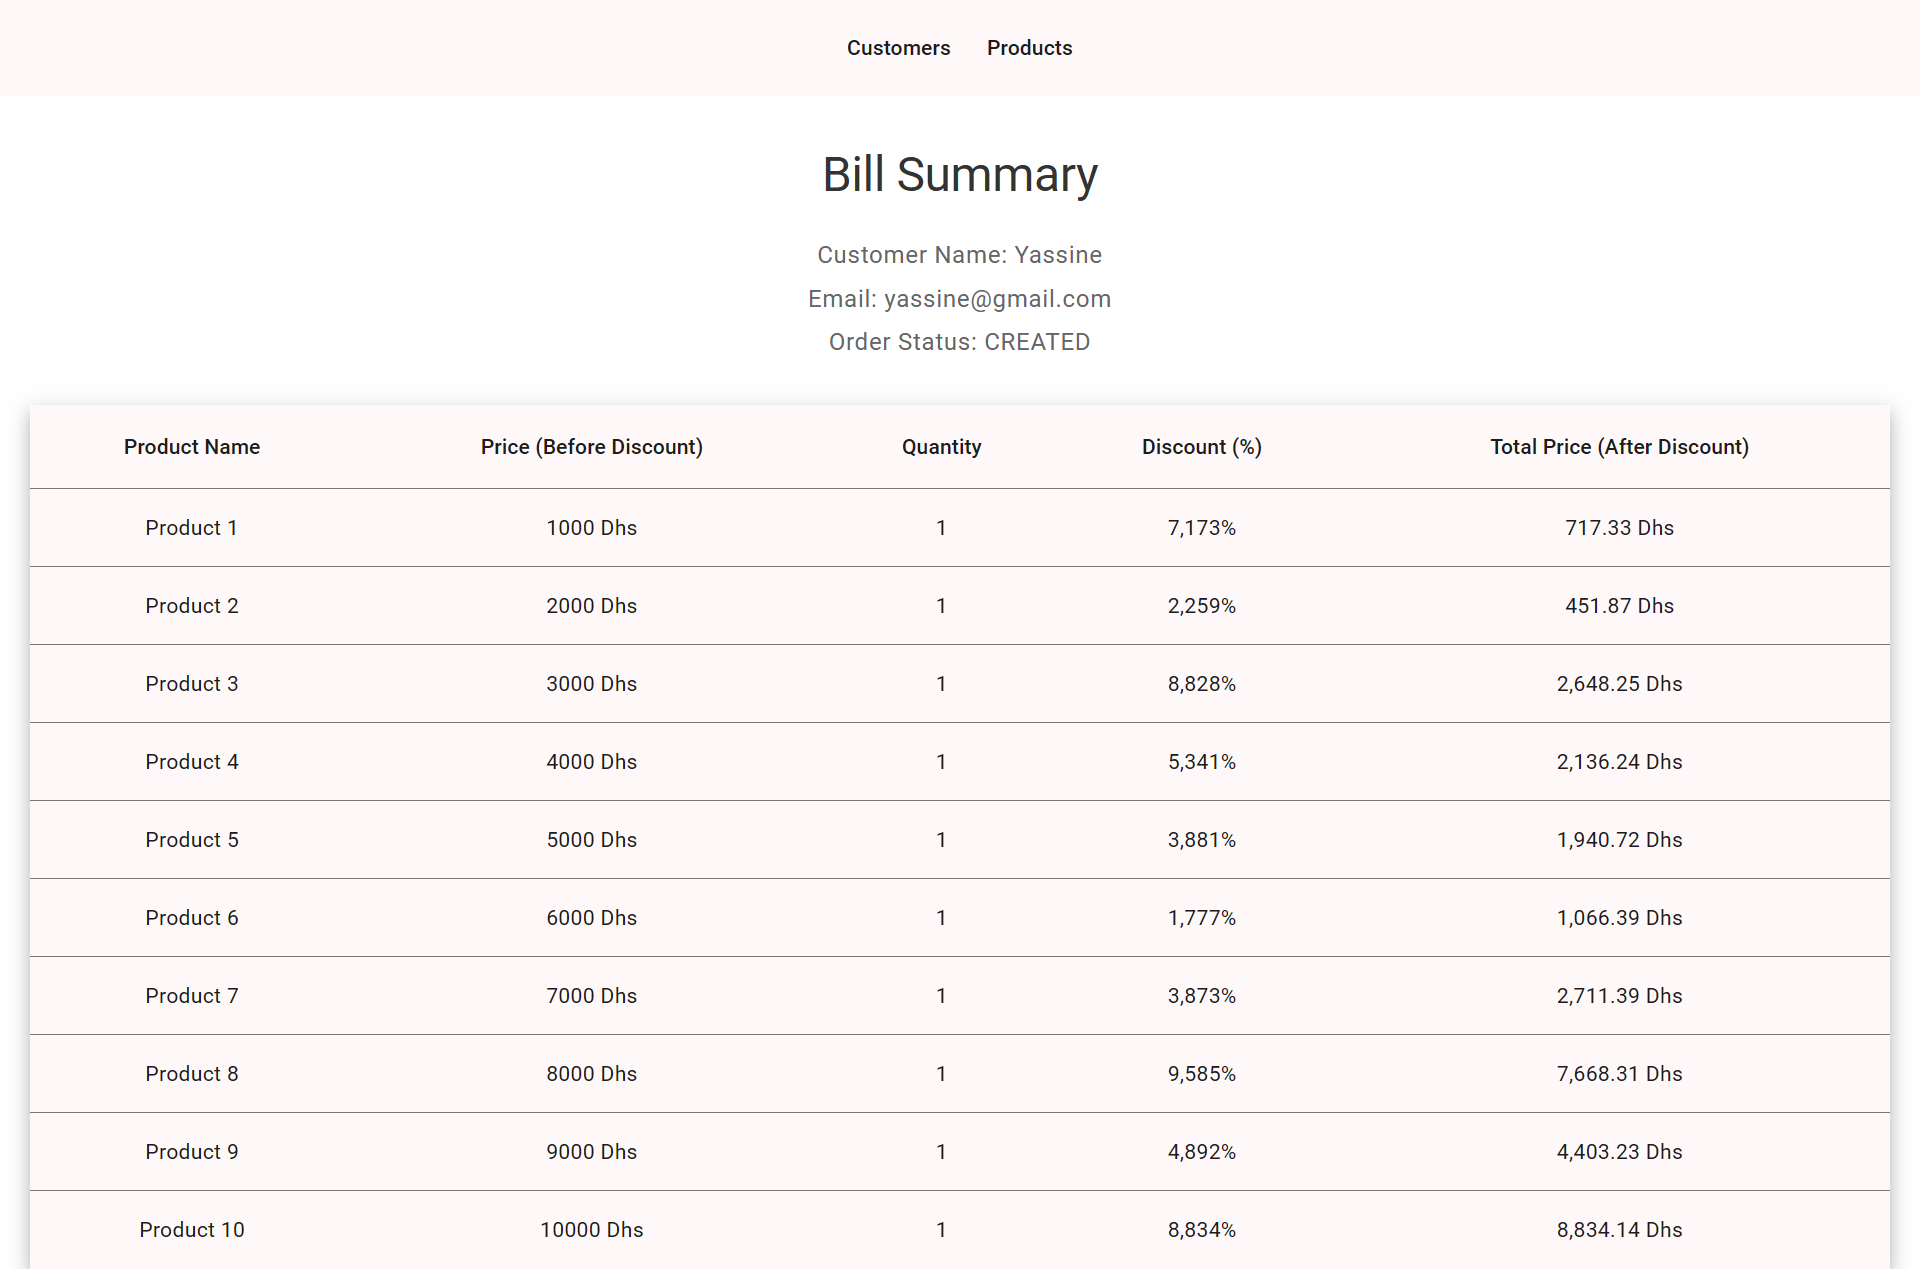 Customers Products
Bill Summary
Customer Name: Yassine
Email: yassine@gmail.com
Order Status: CREATED
Product Name Price (Before Discount) Quantity Discount (%) Total Price (After Discount)
Product 1 1000 Dhs 1 7,173% 717.33 Dhs
Product 2 2000 Dhs 1 2,259% 451.87 Dhs
Product 3 3000 Dhs 1 8,828% 2,648.25 Dhs
Product 4 4000 Dhs 1 5,341% 2,136.24 Dhs
Product 5 5000 Dhs 1 3,881% 1,940.72 Dhs
Product 6 6000 Dhs 1 1,777% 1,066.39 Dhs
Product 7 7000 Dhs 1 3,873% 2,711.39 Dhs
Product 8 8000 Dhs 1 9,585% 7,668.31 Dhs
Product 9 9000 Dhs 1 4,892% 4,403.23 Dhs
Product 10 10000 Dhs 1 8,834% 8,834.14 Dhs